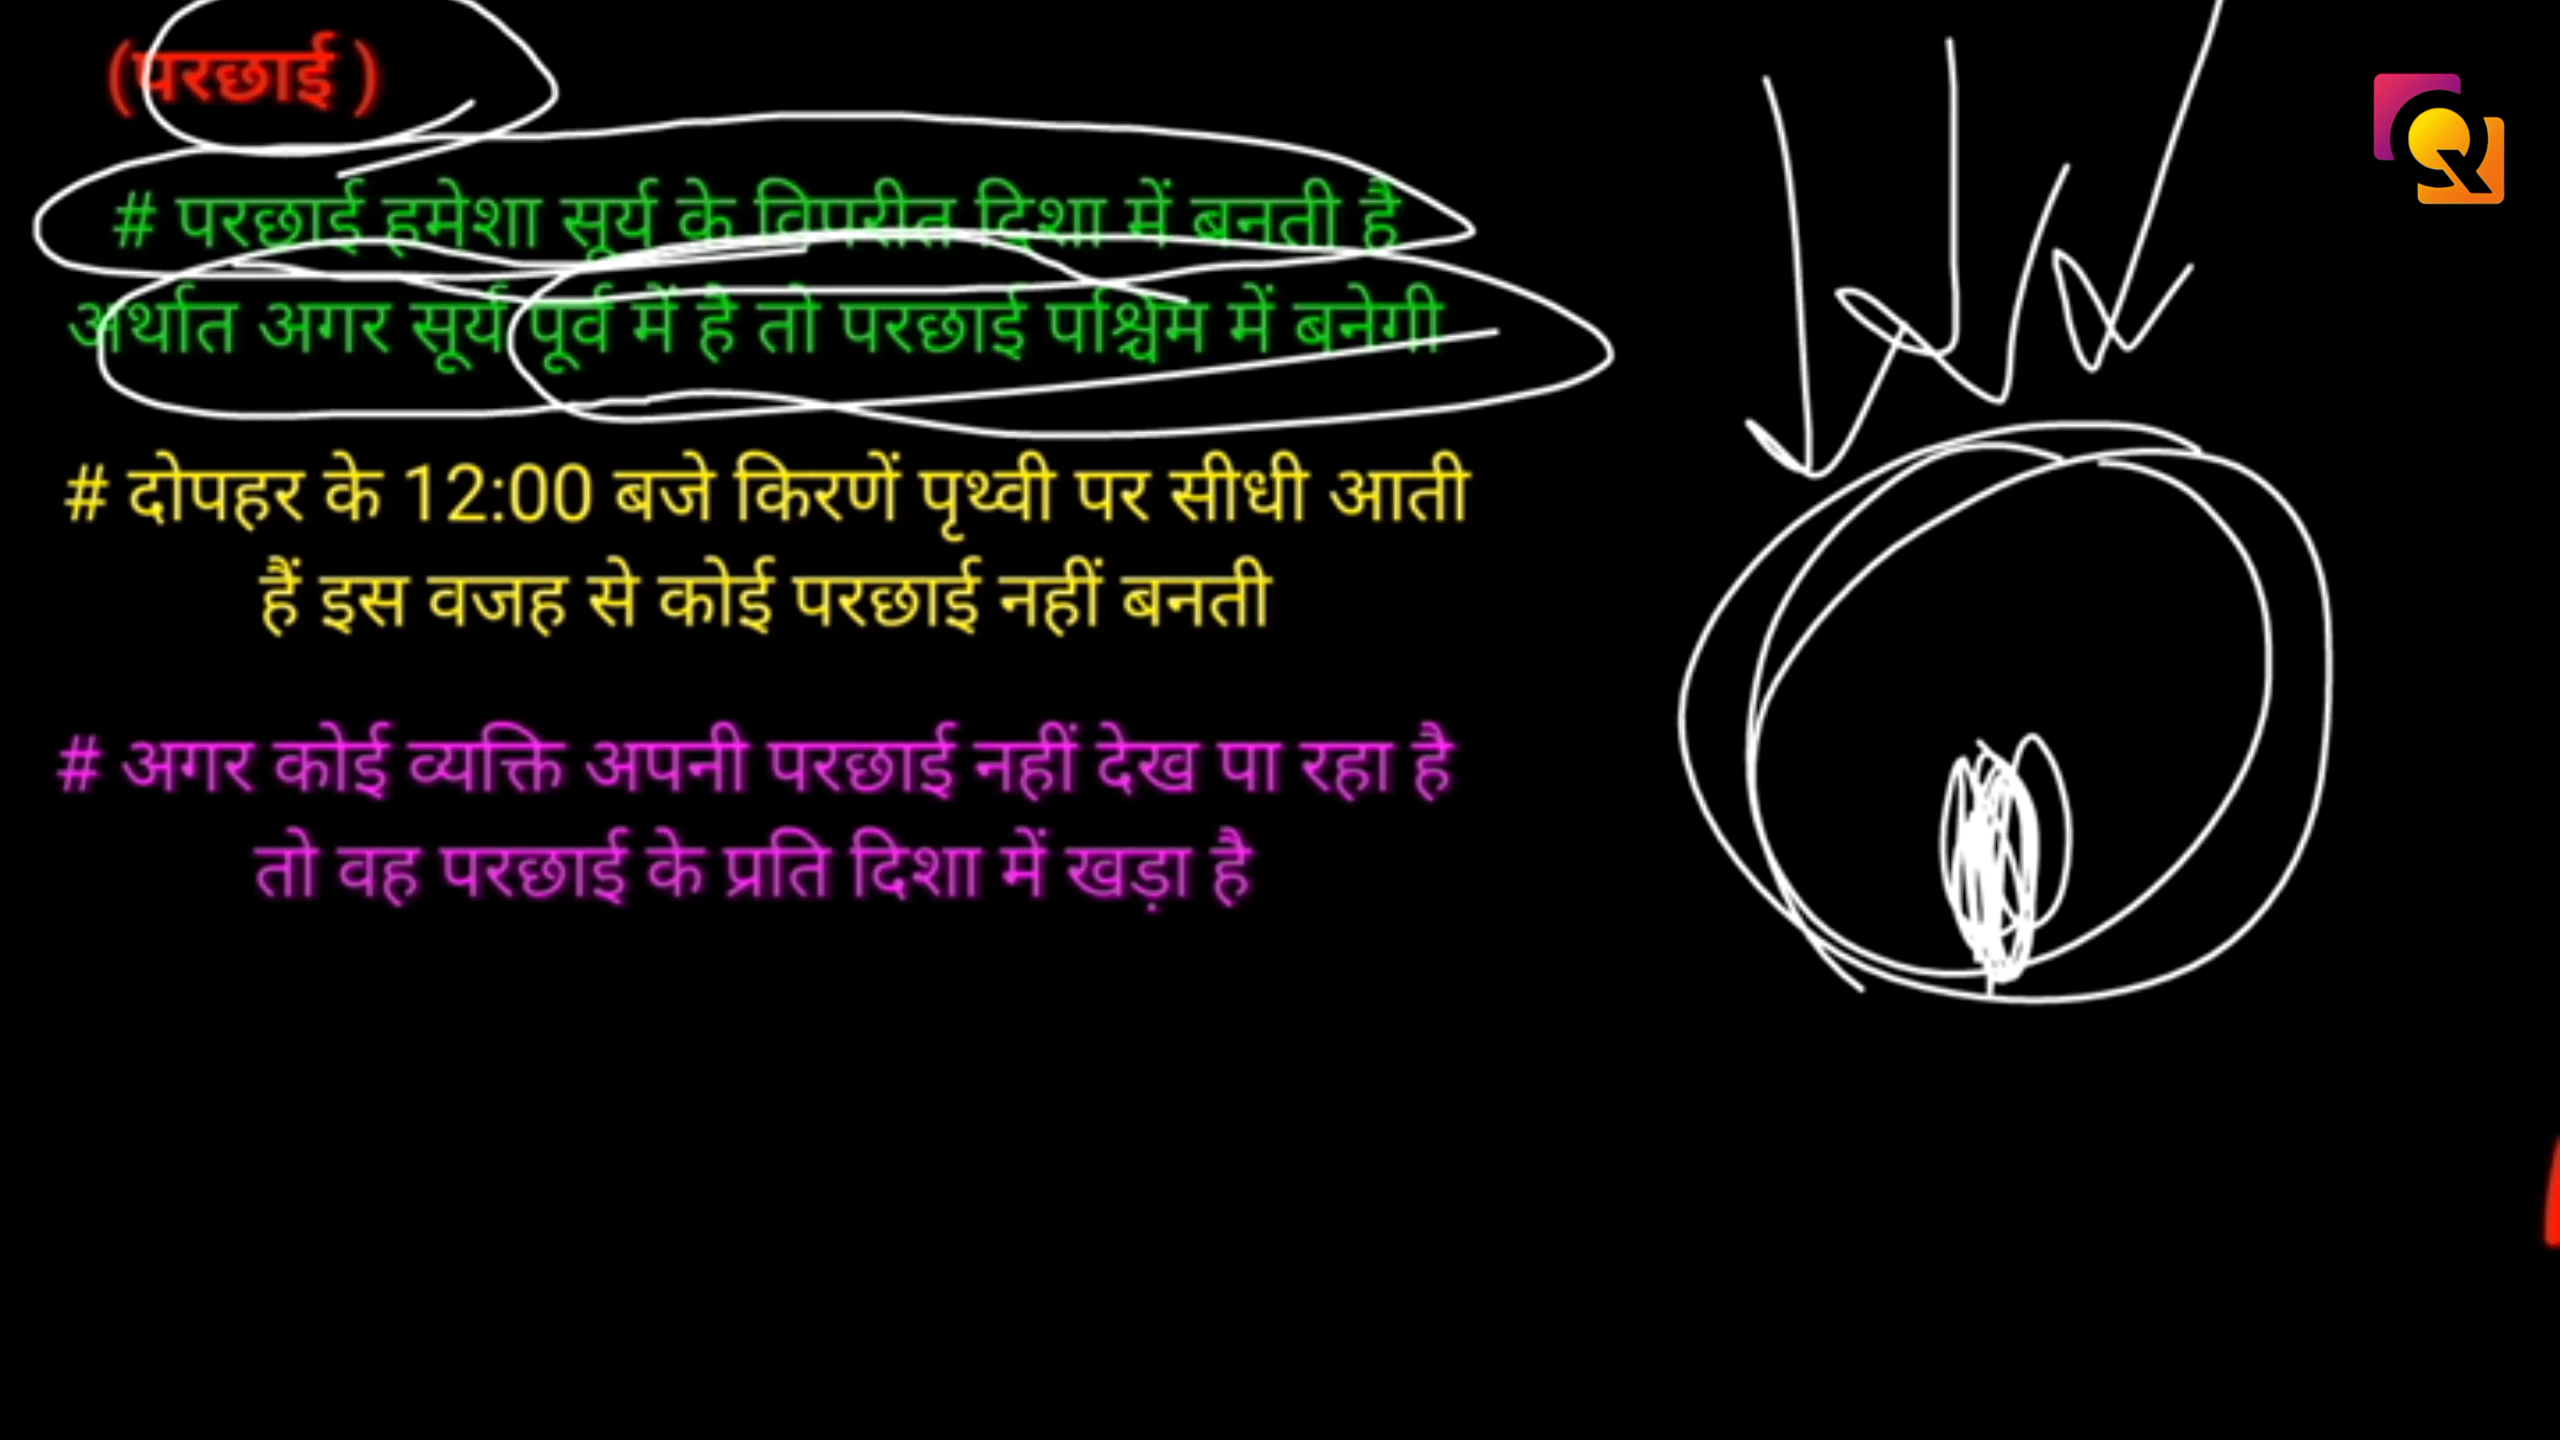 (परछाई )
# परछाई हमेशा सूर्य के विपरीत दिशा में बनती है
अर्थात अगर सूर्य पूर्व में है तो परछाई पश्चिम में बनेगी
# दोपहर के 12:00 बजे किरणें पृथ्वी पर सीधी आती
हैं इस वजह से कोई परछाई नहीं बनती
# अगर कोई व्यक्ति अपनी परछाई नहीं देख पा रहा है
तो वह परछाई के प्रति दिशा में खड़ा है